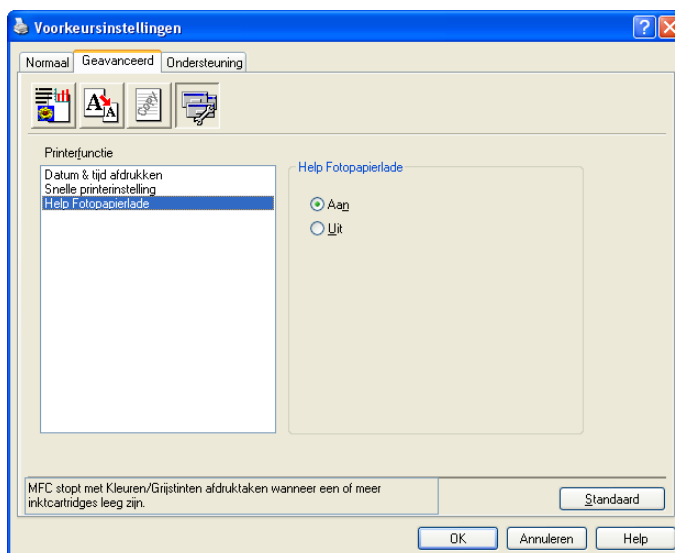 Voorkeursinstellingen
Normaal Geavanceerd Ondersteuning
Printerfunctie
Datum & tijd afdrukken
Snelle printerinstelling
Help Fotopapierlade
Help Fotopapierlade
Aan
Uit
MFC stopt met Kleuren/Grijstinten afdruktaken wanneer een of meer
inktcartridges leeg zijn.
Standaard
OK Annuleren Help